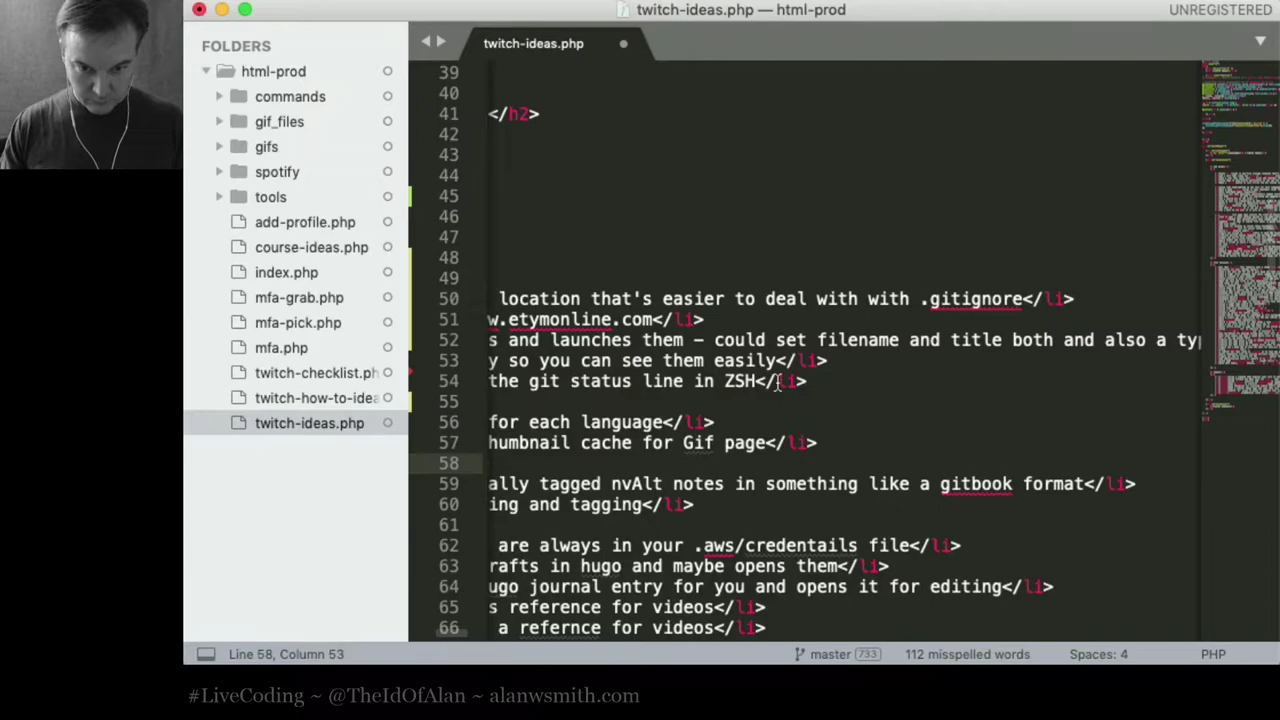 twitch-ideas.php — html-prod
UNREGISTERED
FOLDERS
html-prod
commands
gif_files
gifs
spotify
tools
add-profile.php
course-ideas.php
index.php
mfa-grab.php
mfa-pick.php
mfa.php
twitch-checklist.ph
twitch-how-to-idea
twitch-ideas.php
twitch-ideas.php
39
40
41 </h2>
42
43
44
45
46
47
48
49
50 location that's easier to deal with with .gitignore</li>
51 w.etymonline.com</li>
52 s and launches them - could set filename and title both and also a typ
53 y so you can see them easily</li>
54 the git status line in ZSH</li>
55
56 for each language</li>
57 humbnail cache for Gif page</li>
58
59 ally tagged nvAlt notes in something like a gitbook format</li>
60 ing and tagging</li>
61
62 are always in your .aws/credentails file</li>
63 rafts in hugo and maybe opens them</li>
64 ugo journal entry for you and opens it for editing</li>
65 s reference for videos</li>
66 a refernce for videos</li>
Line 58, Column 53
master 733
112 misspelled words
Spaces: 4
PHP
#LiveCoding ~ @TheIdOfAlan ~ alanwsmith.com